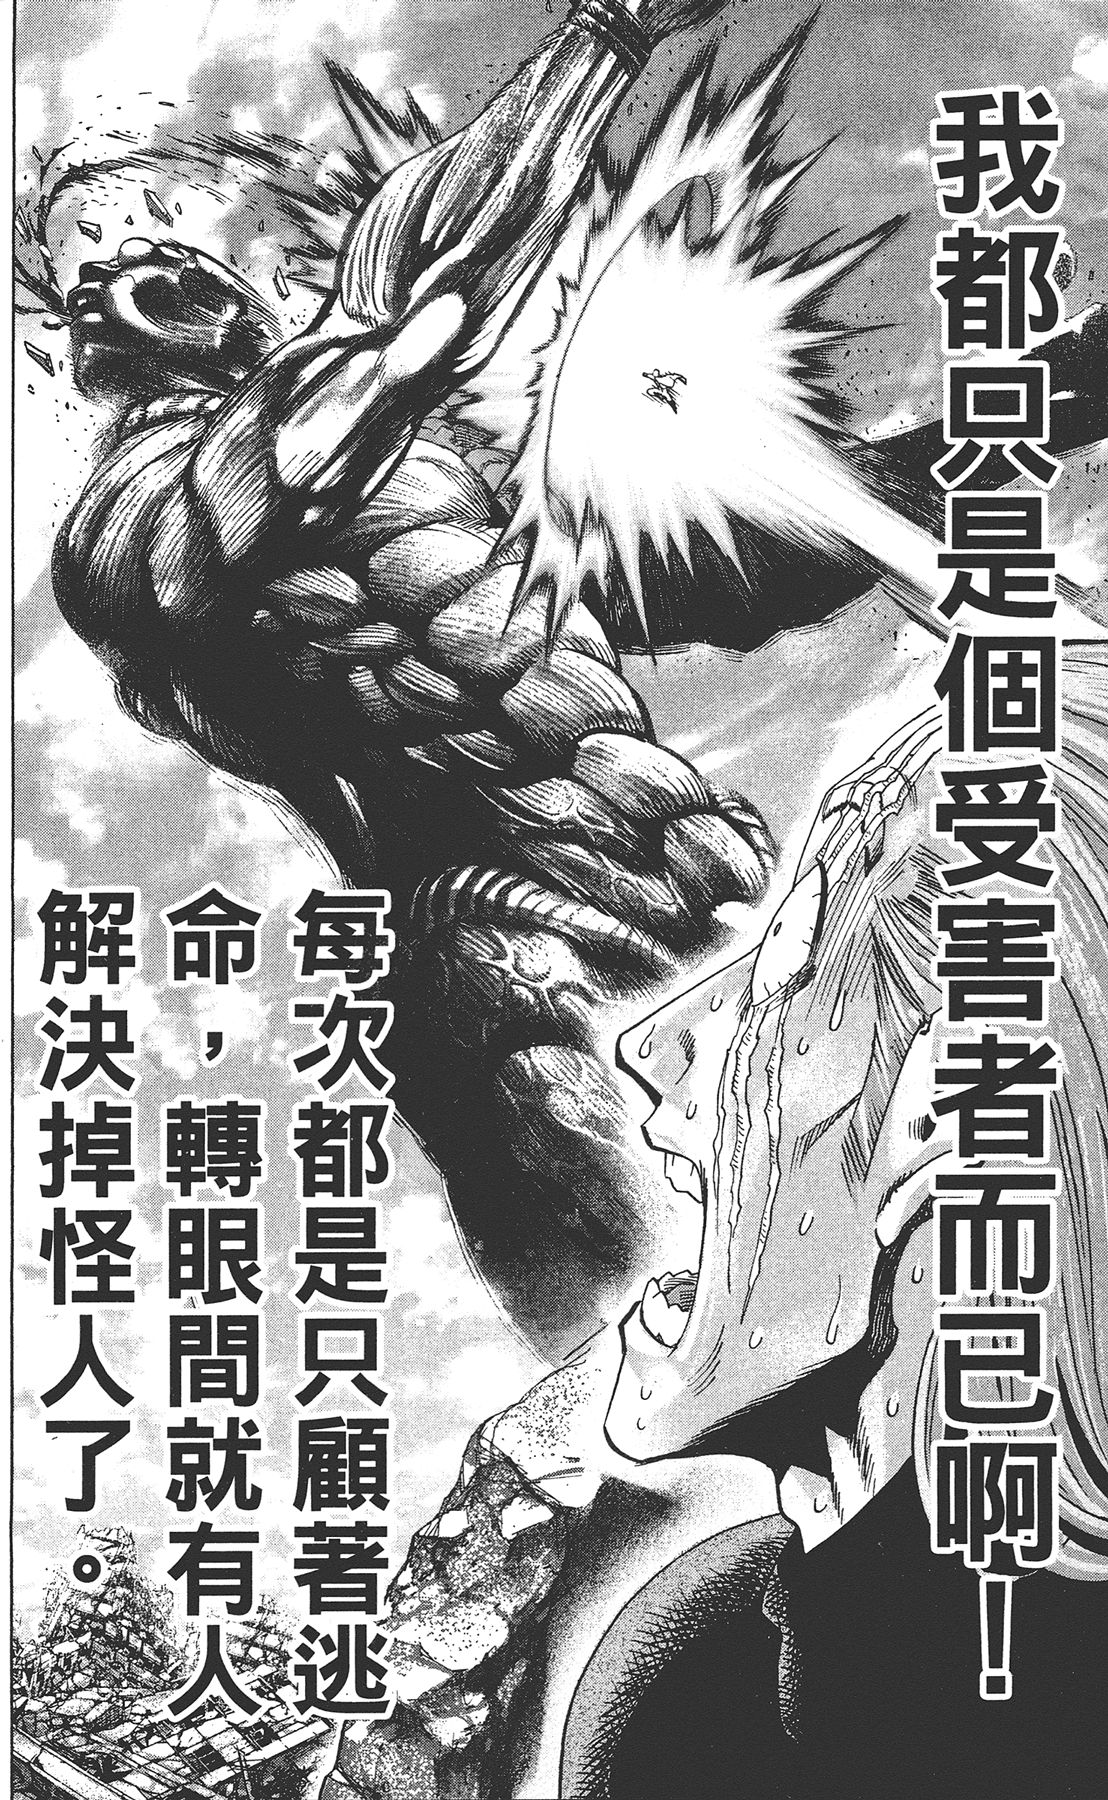 我都只是個受害者而已啊！
每次都是只顧著逃
命，轉眼間就有人
解決掉怪人了。